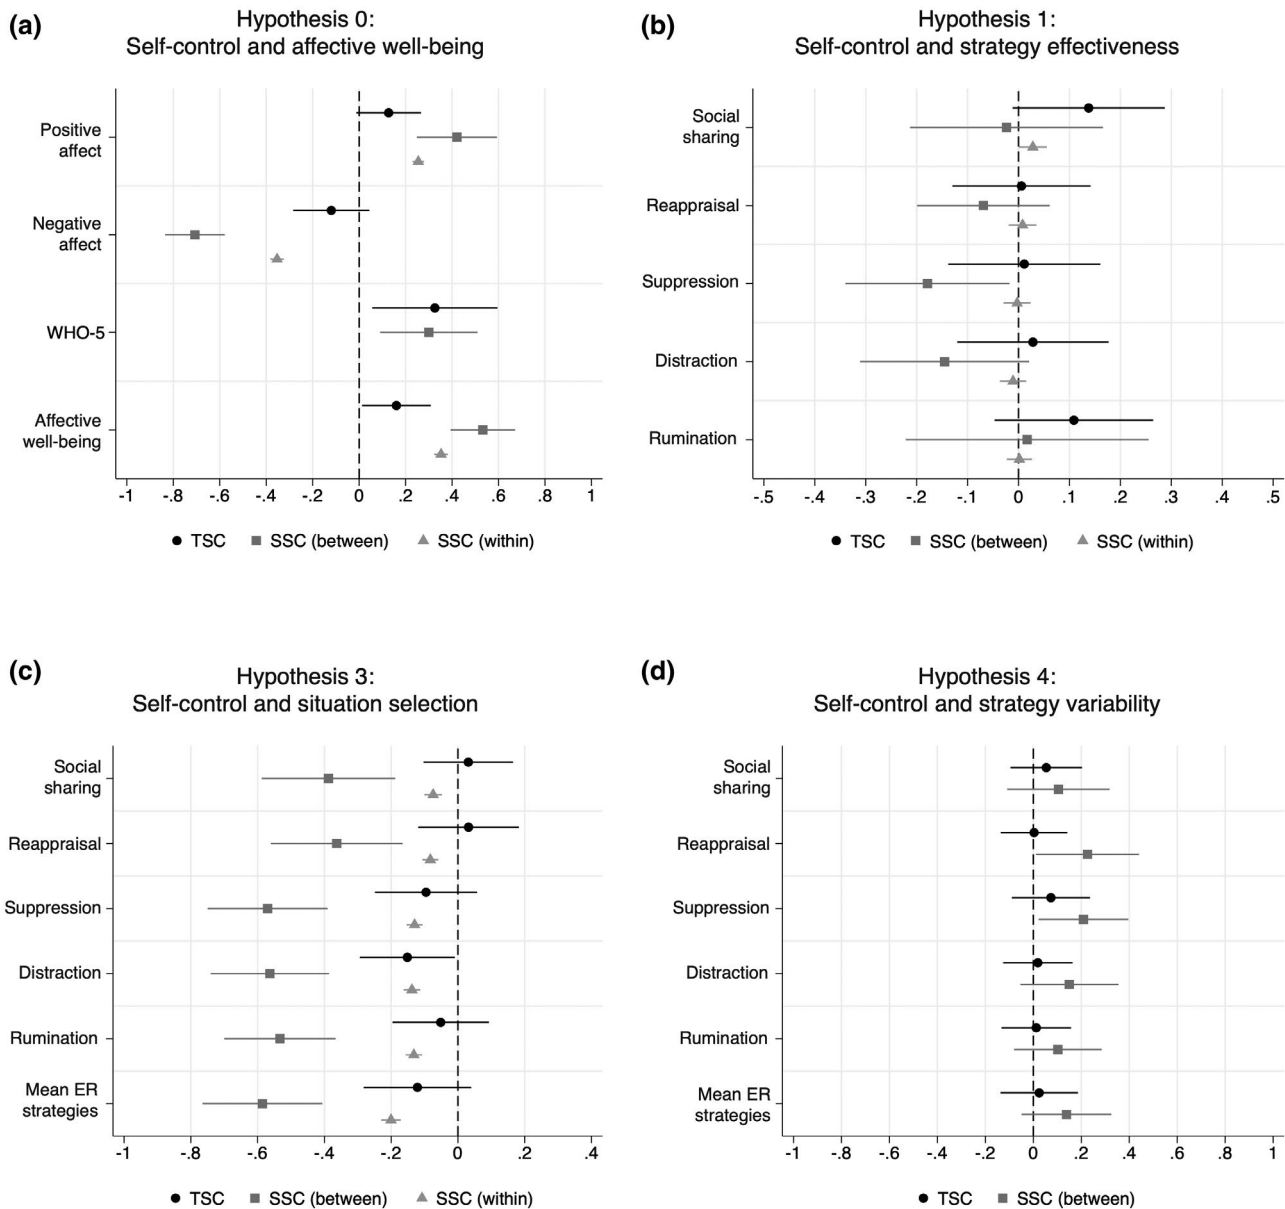 (a)
Hypothesis 0:
Self-control and affective well-being
Positive
affect
Negative
affect
WHO-5
Affective
well-being
-1 -.8 -.6 -.4 -.2 0 .2 .4 .6 .8 1
TSC SSC (between) SSC (within)
(b)
Hypothesis 1:
Self-control and strategy effectiveness
Social
sharing
Reappraisal
Suppression
Distraction
Rumination
-.5 -.4 -.3 -.2 -.1 0 .1 .2 .3 .4 .5
TSC SSC (between) SSC (within)
(c)
Hypothesis 3:
Self-control and situation selection
Social
sharing
Reappraisal
Suppression
Distraction
Rumination
Mean ER
strategies
-1 -.8 -.6 -.4 -.2 0 .2 .4
TSC SSC (between) SSC (within)
(d)
Hypothesis 4:
Self-control and strategy variability
Social
sharing
Reappraisal
Suppression
Distraction
Rumination
Mean ER
strategies
-1 -.8 -.6 -.4 -.2 0 .2 .4 .6 .8 1
TSC SSC (between)